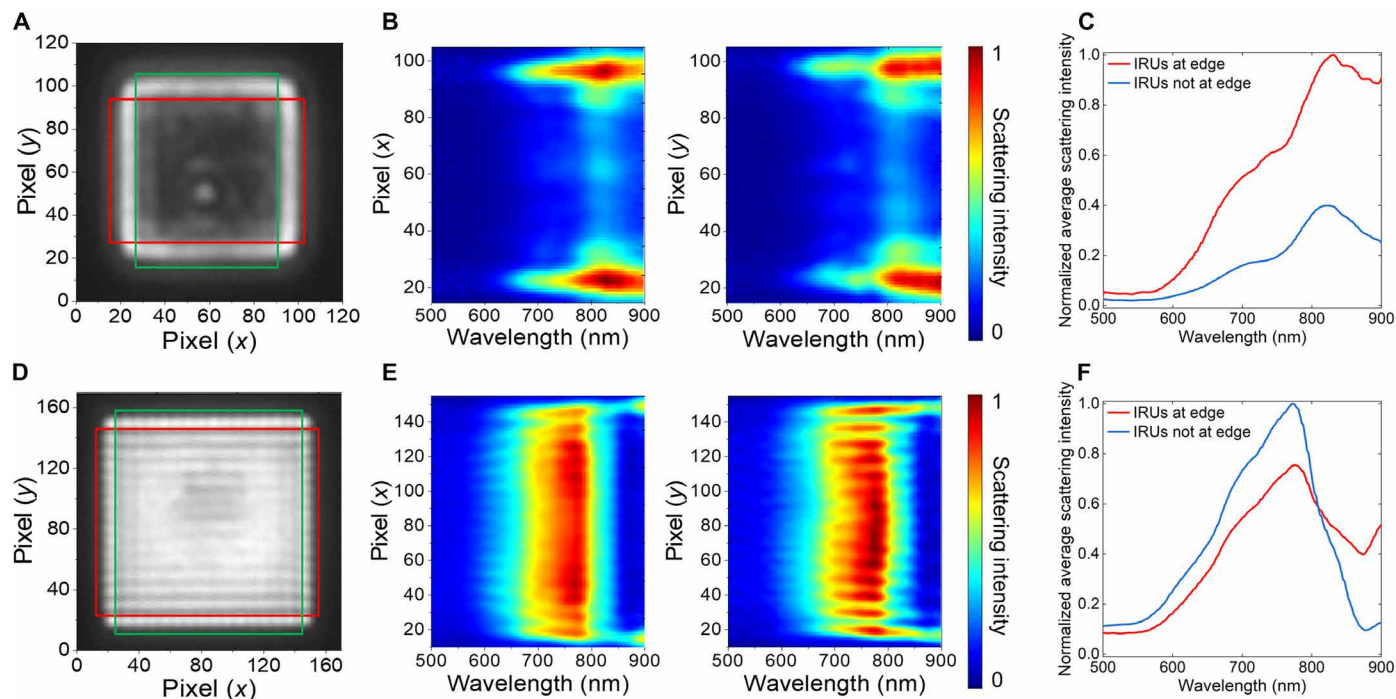 A
120
100
80
60
40
20
0
Pixel (y)
0 20 40 60 80 100 120
Pixel (x)
B
100
80
60
40
20
Pixel (x)
500 600 700 800 900
Wavelength (nm)
100
80
60
40
20
Pixel (y)
500 600 700 800 900
Wavelength (nm)
1
0
Scattering intensity
C
1.0
0.8
0.6
0.4
0.2
0.0
Normalized average scattering intensity
IRUs at edge
IRUs not at edge
500 600 700 800 900
Wavelength (nm)
D
160
120
80
40
0
Pixel (y)
0 40 80 120 160
Pixel (x)
E
140
120
100
80
60
40
20
Pixel (x)
500 600 700 800 900
Wavelength (nm)
140
120
100
80
60
40
20
Pixel (y)
500 600 700 800 900
Wavelength (nm)
1
0
Scattering intensity
F
1.0
0.8
0.6
0.4
0.2
0.0
Normalized average scattering intensity
IRUs at edge
IRUs not at edge
500 600 700 800 900
Wavelength (nm)